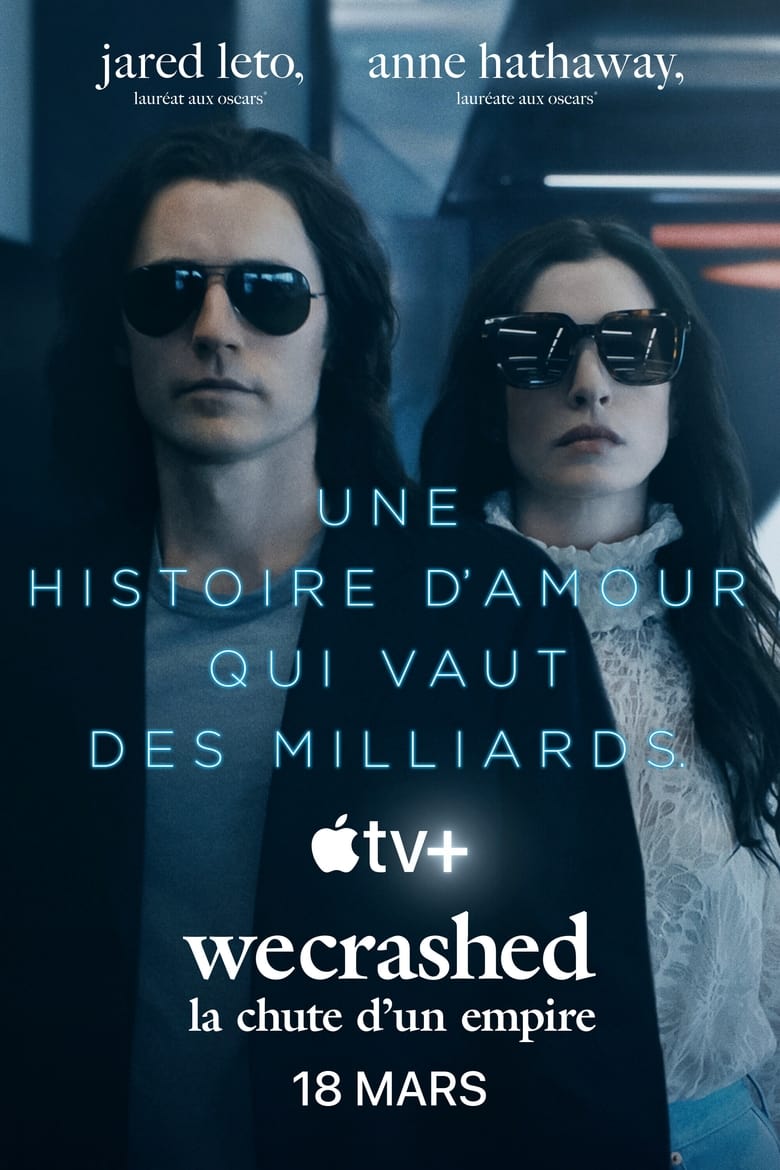 jared leto, anne hathaway,
lauréat aux oscars® lauréate aux oscars®
UNE
HISTOIRE D'AMOUR
QUI VAUT
DES MILLIARDS.
tv+
wecrashed
la chute d'un empire
18 MARS